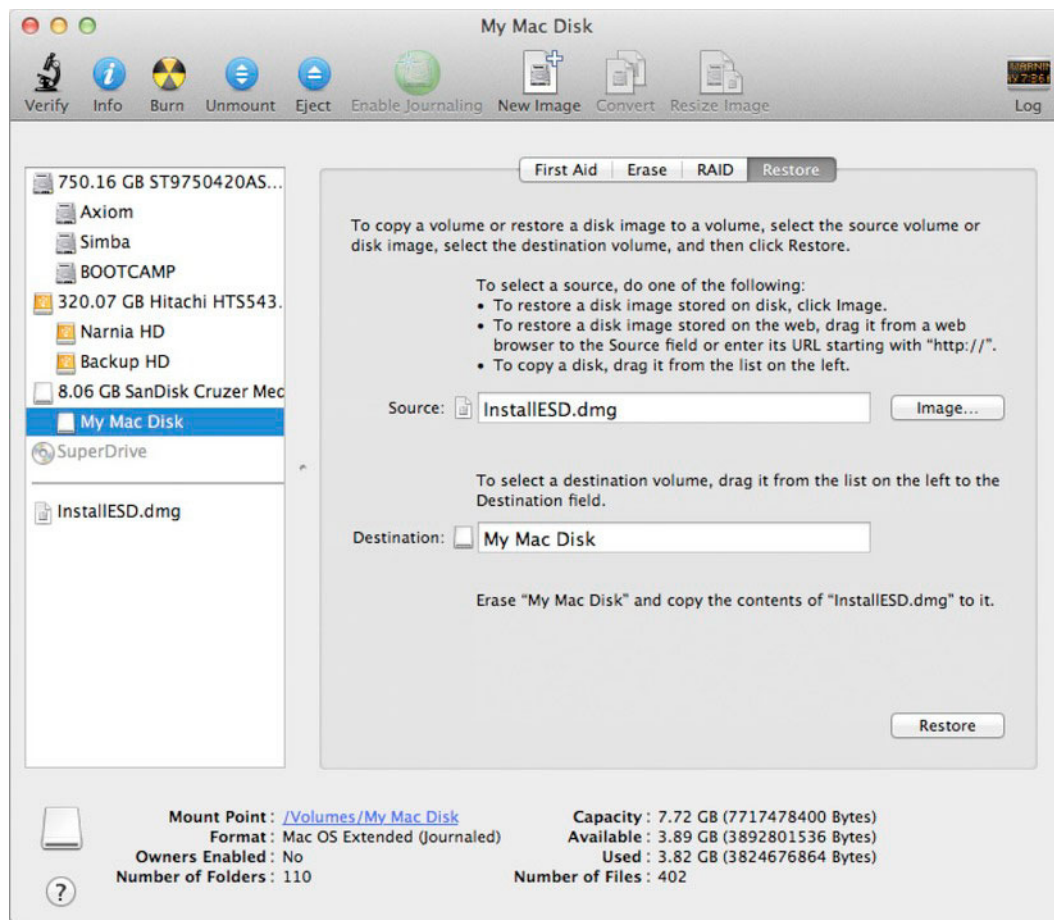 My Mac Disk
Verify Info Burn Unmount Eject Enable Journaling New Image Convert Resize Image Log
750.16 GB ST9750420AS...
Axiom
Simba
BOOTCAMP
320.07 GB Hitachi HTS543.
Narnia HD
Backup HD
8.06 GB SanDisk Cruzer Med
My Mac Disk
SuperDrive
InstallESD.dmg
First Aid Erase RAID Restore
To copy a volume or restore a disk image to a volume, select the source volume or
disk image, select the destination volume, and then click Restore.
To select a source, do one of the following:
• To restore a disk image stored on disk, click Image.
• To restore a disk image stored on the web, drag it from a web
browser to the Source field or enter its URL starting with “http://”.
• To copy a disk, drag it from the list on the left.
Source: InstallESD.dmg Image...
To select a destination volume, drag it from the list on the left to the
Destination field.
Destination: My Mac Disk
Erase “My Mac Disk” and copy the contents of “InstallESD.dmg” to it.
Restore
Mount Point : /Volumes/My Mac Disk
Format : Mac OS Extended (Journaled)
Owners Enabled : No
Number of Folders : 110
Capacity : 7.72 GB (7717478400 Bytes)
Available : 3.89 GB (3892801536 Bytes)
Used : 3.82 GB (3824676864 Bytes)
Number of Files : 402
?